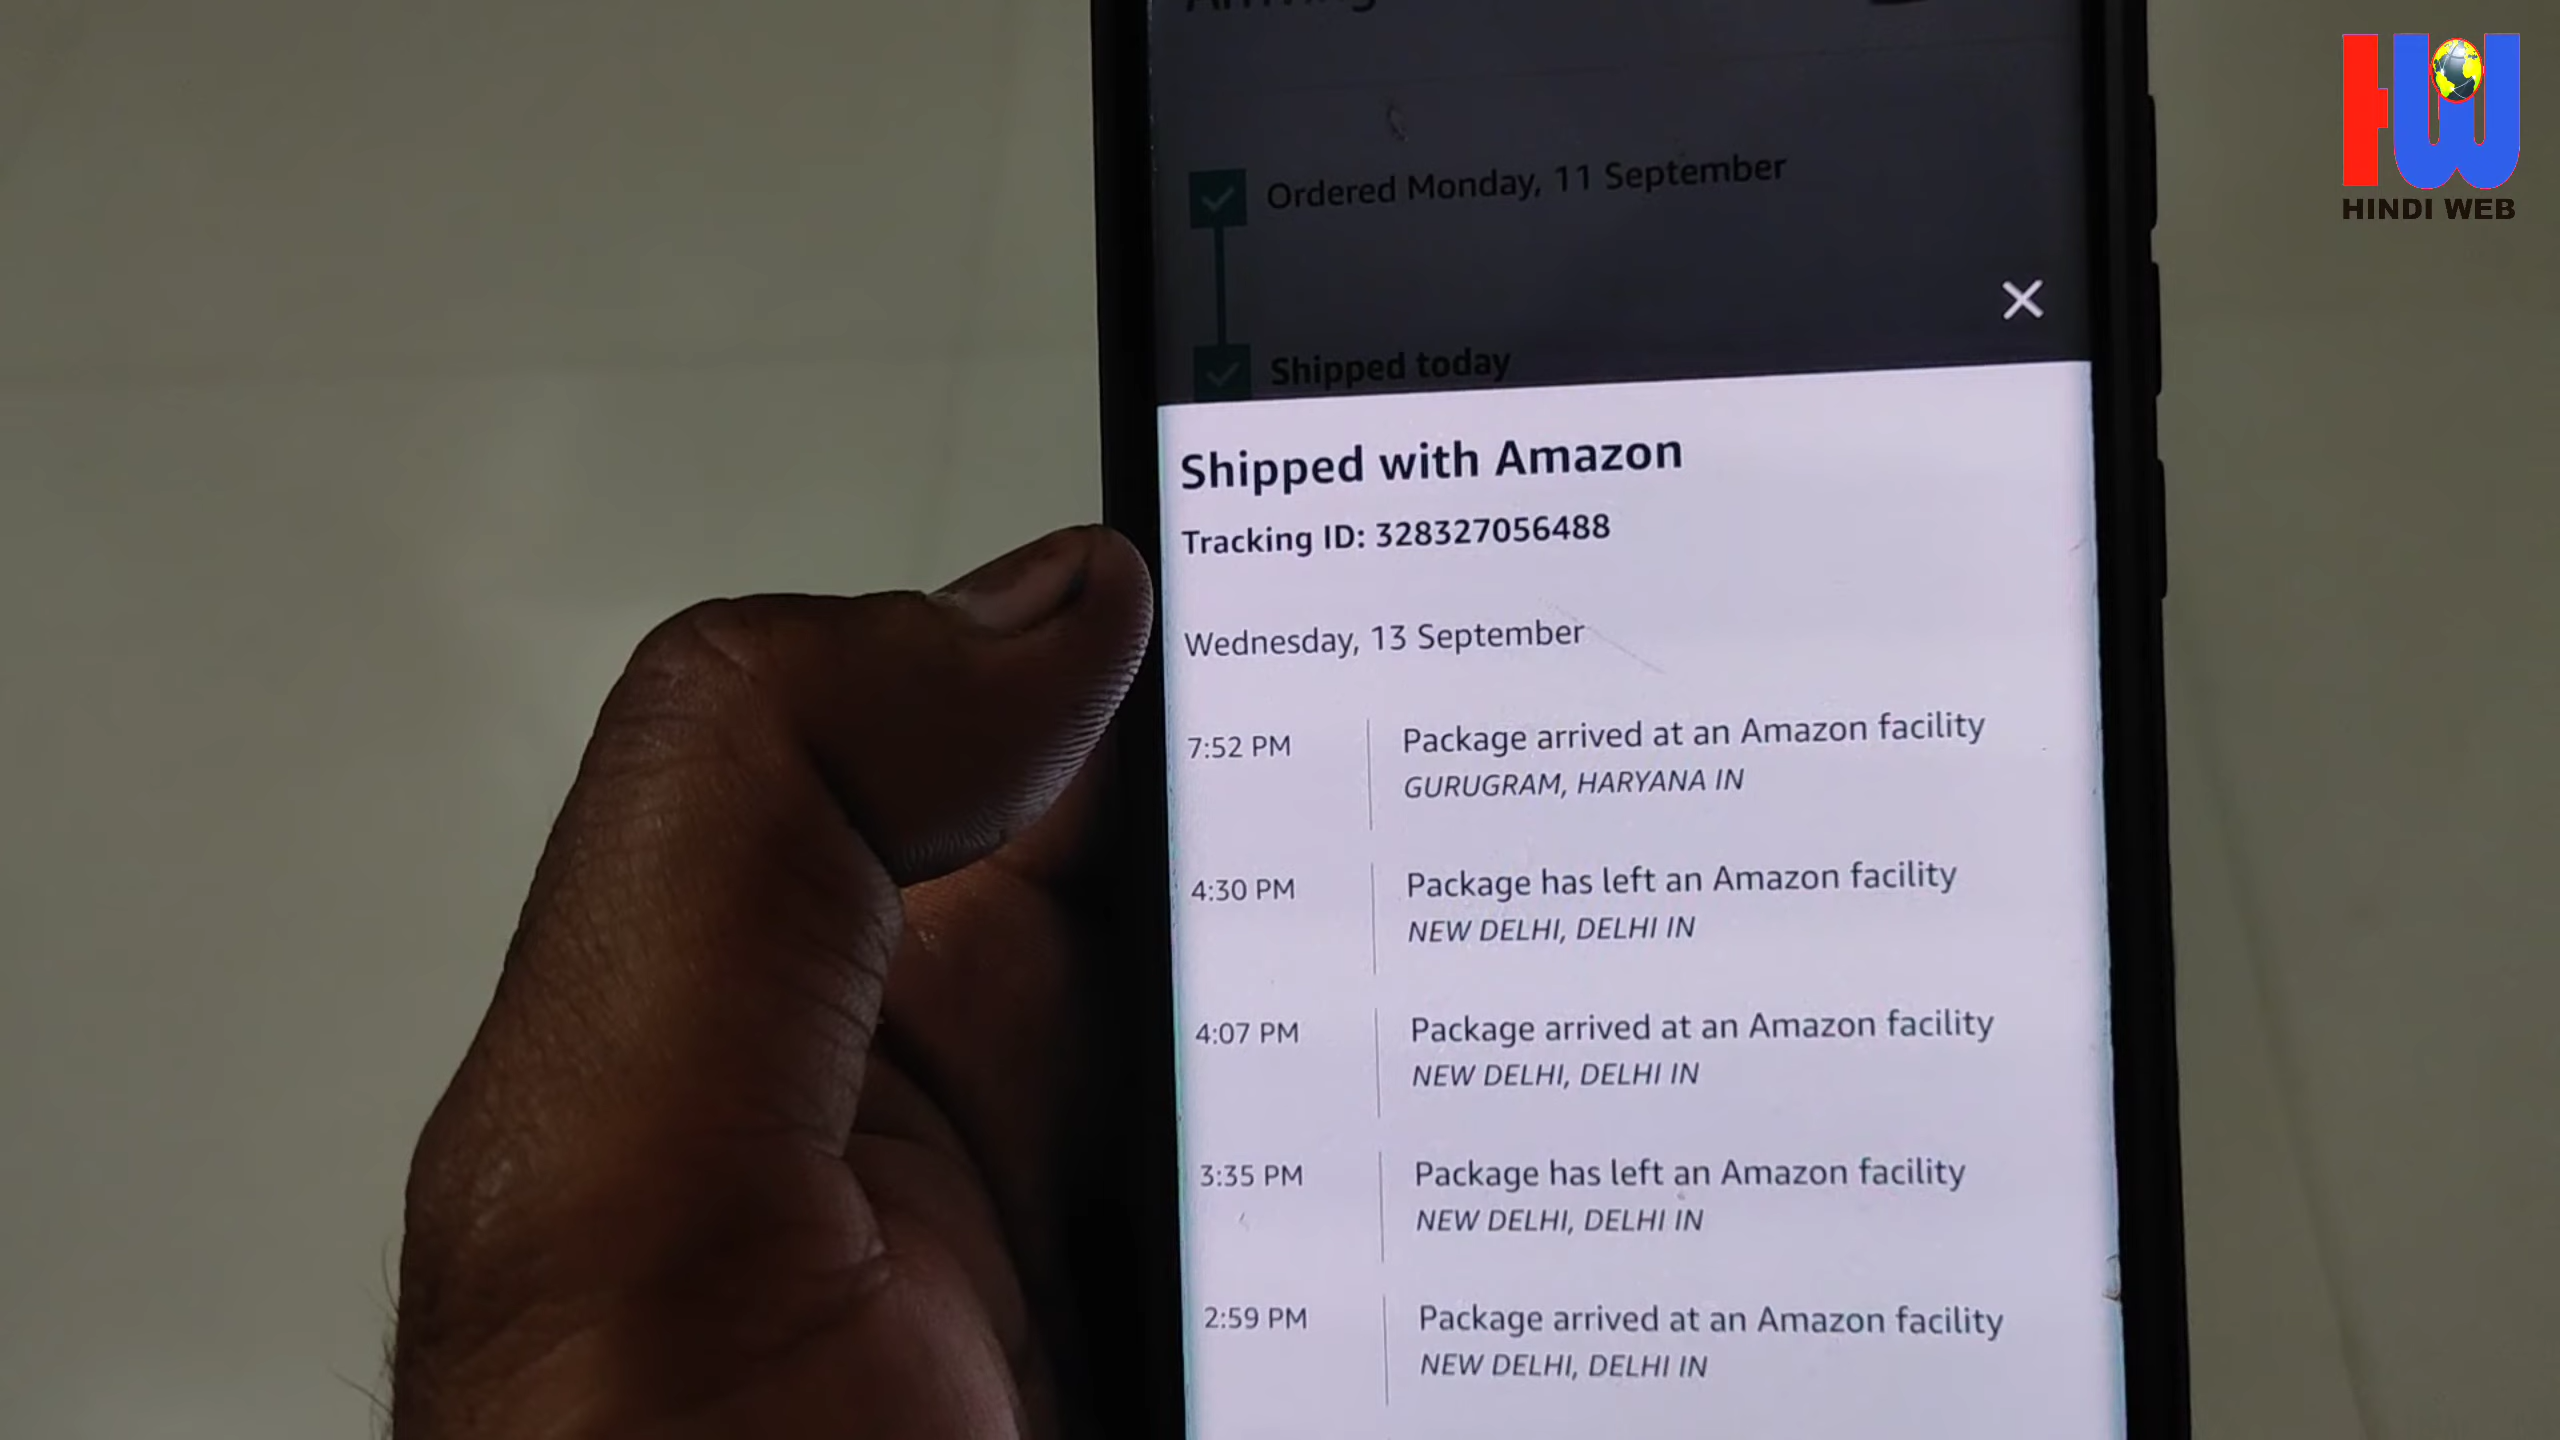 Ordered Monday, 11 September
Shipped today
Shipped with Amazon
Tracking ID: 328327056488
Wednesday, 13 September
7:52 PM Package arrived at an Amazon facility
GURUGRAM, HARYANA IN
4:30 PM Package has left an Amazon facility
NEW DELHI, DELHI IN
4:07 PM Package arrived at an Amazon facility
NEW DELHI, DELHI IN
3:35 PM Package has left an Amazon facility
NEW DELHI, DELHI IN
2:59 PM Package arrived at an Amazon facility
NEW DELHI, DELHI IN
HW
HINDI WEB